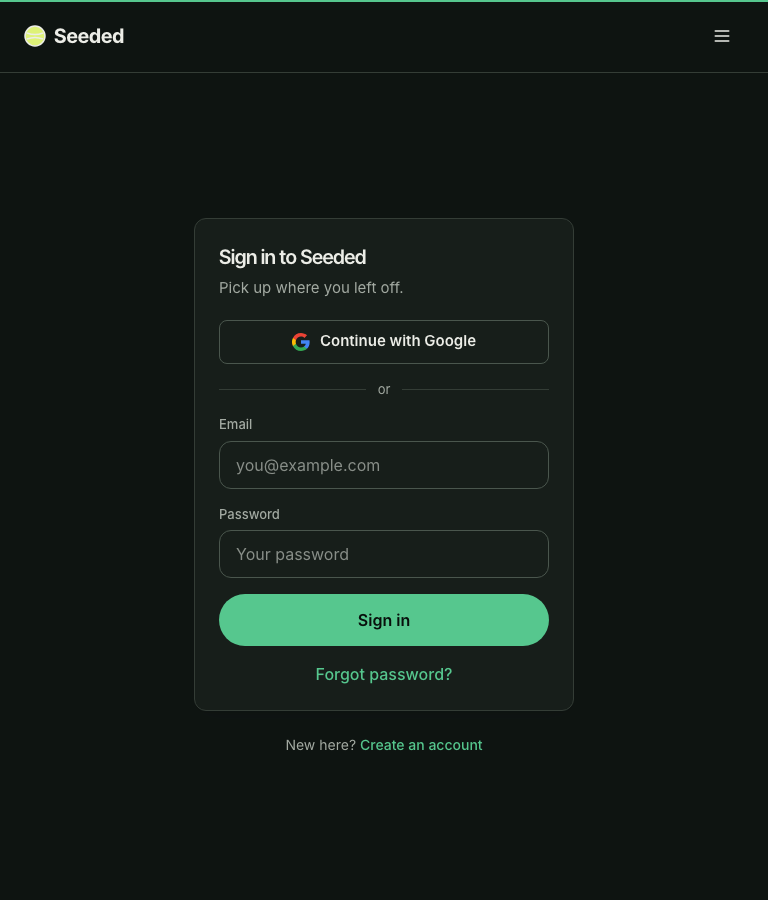 Seeded
Sign in to Seeded
Pick up where you left off.
Continue with Google
or
Email
you@example.com
Password
Your password
Sign in
Forgot password?
New here? Create an account